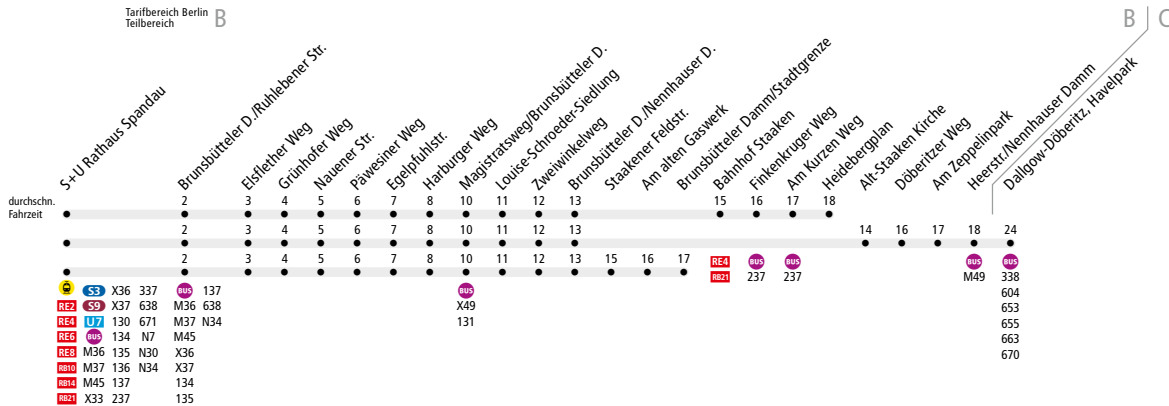 Tarifbereich Berlin
Teilbereich B
B C
S+U Rathaus Spandau
Brunsbütteler D./Ruhlebener Str.
Elsflether Weg
Grünhofer Weg
Nauener Str.
Päwesiner Weg
Egelpfuhlstr.
Harburger Weg
Magistratsweg/Brunsbütteler D.
Louise-Schroeder-Siedlung
Zweiwinkelweg
Brunsbütteler D./Nennhauser D.
Staakener Feldstr.
Am alten Gaswerk
Brunsbütteler Damm/Stadtgrenze
Bahnhof Staaken
Finkenkruger Weg
Am Kurzen Weg
Heidebergplan
Alt-Staaken Kirche
Döberitzer Weg
Am Zeppelinpark
Heerstr./Nennhauser Damm
Dallgow-Döberitz, Havelpark
durchschn.
Fahrzeit
2 3 4 5 6 7 8 10 11 12 13 15 16 17 18
2 3 4 5 6 7 8 10 11 12 13 14 16 17 18 24
2 3 4 5 6 7 8 10 11 12 13 15 16 17
RE4 BUS BUS BUS BUS
RB21 237 237 M49 338
S3 X36 337 BUS 137 BUS 604
RE2 S9 X37 638 M36 638 X49 653
RE4 U7 130 671 M37 N34 131 655
RE6 BUS 134 N7 M45 663
RE8 M36 135 N30 X36 670
RB10 M37 136 N34 X37
RB14 M45 137 134
RB21 X33 237 135